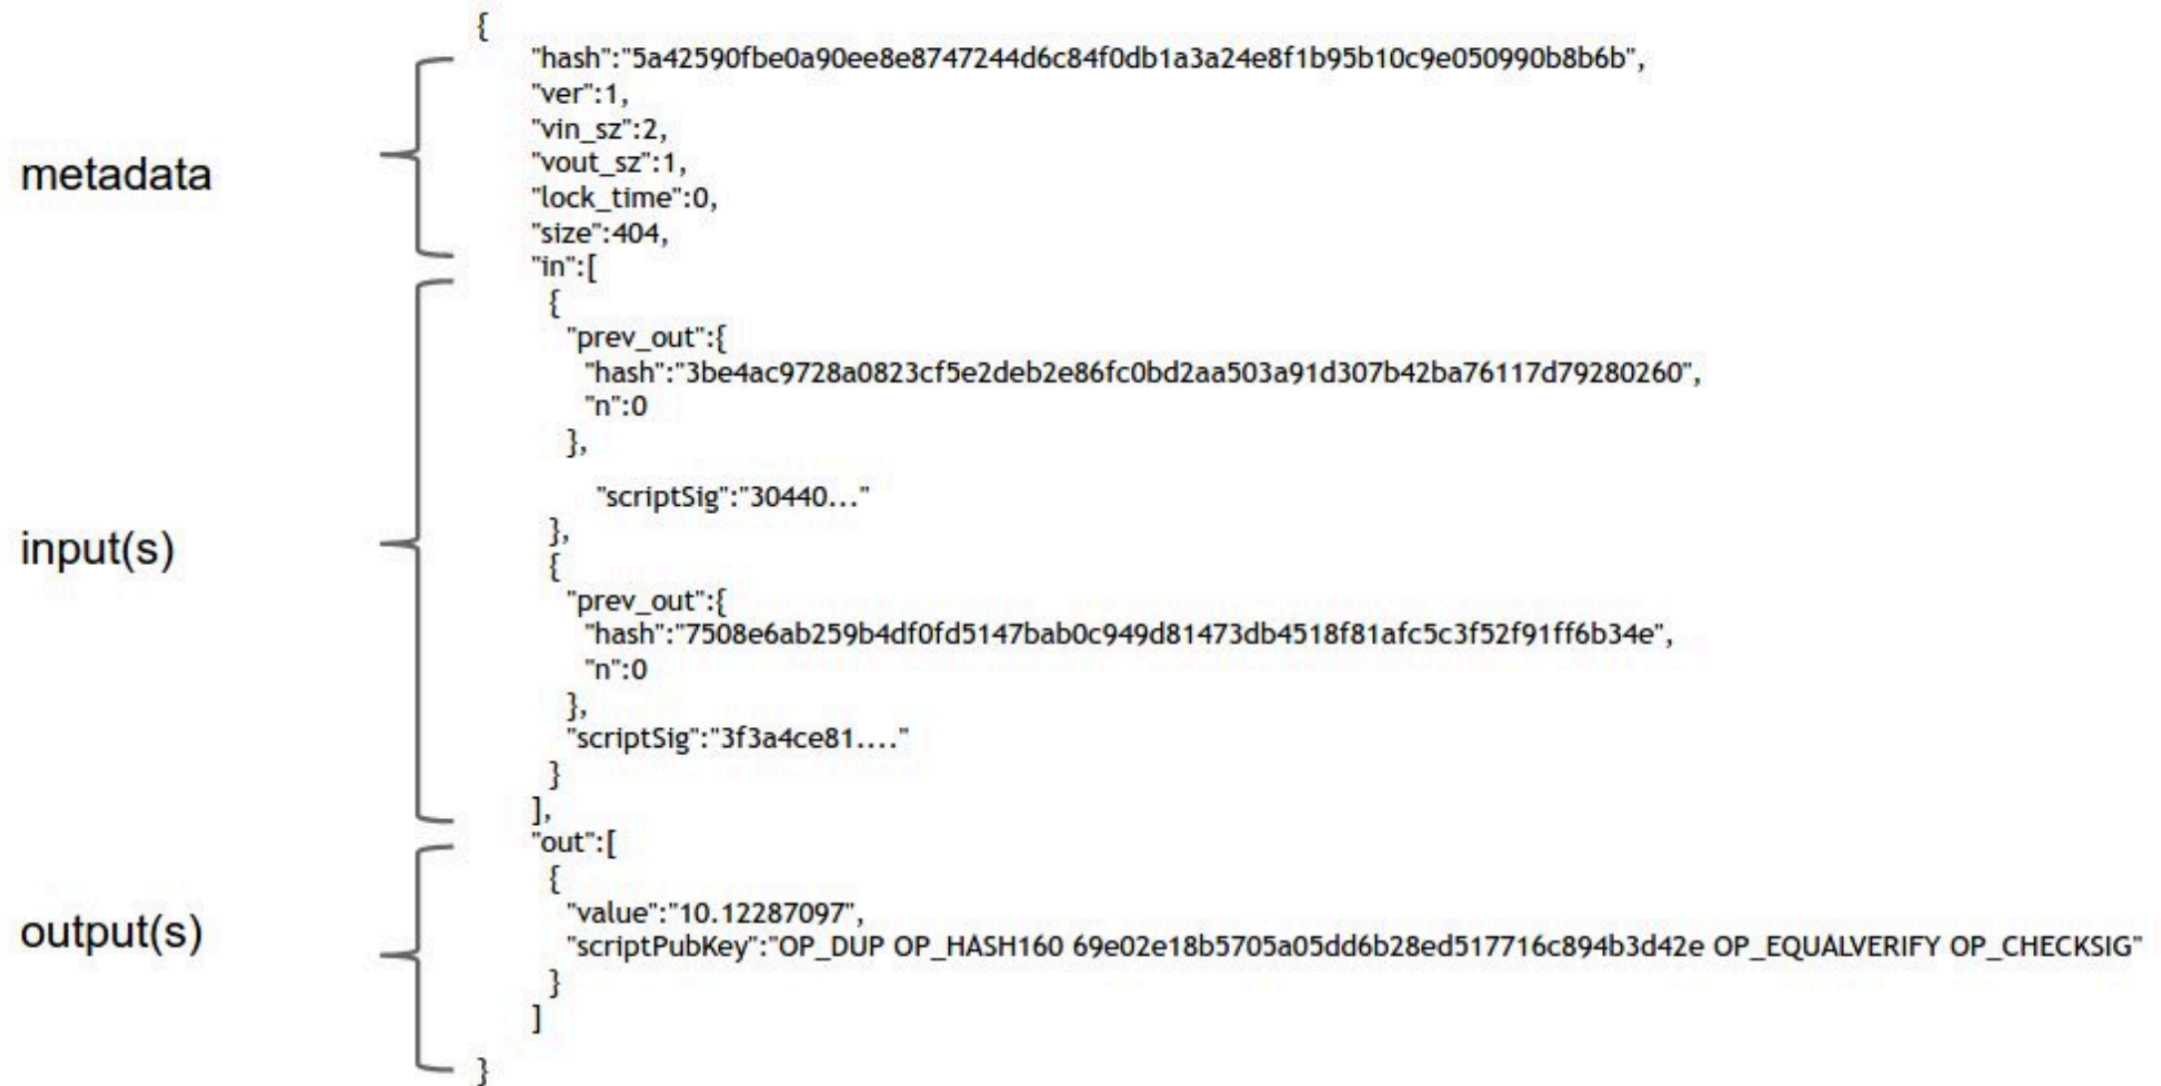 {
"hash":"5a42590fbe0a90ee8e8747244d6c84f0db1a3a24e8f1b95b10c9e050990b8b6b",
"ver":1,
"vin_sz":2,
metadata
"vout_sz":1,
"lock_time":0,
"size":404,
"in":[
{
"prev_out":{
"hash":"3be4ac9728a0823cf5e2deb2e86fc0bd2aa503a91d307b42ba76117d79280260",
"n":0
},
"scriptSig":"30440..."
},
input(s)
{
"prev_out":{
"hash":"7508e6ab259b4df0fd5147bab0c949d81473db4518f81afc5c3f52f91ff6b34e",
"n":0
},
"scriptSig":"3f3a4ce81...."
}
],
"out":[
{
"value":"10.12287097",
output(s)
"scriptPubKey":"OP_DUP OP_HASH160 69e02e18b5705a05dd6b28ed517716c894b3d42e OP_EQUALVERIFY OP_CHECKSIG"
}
]
}